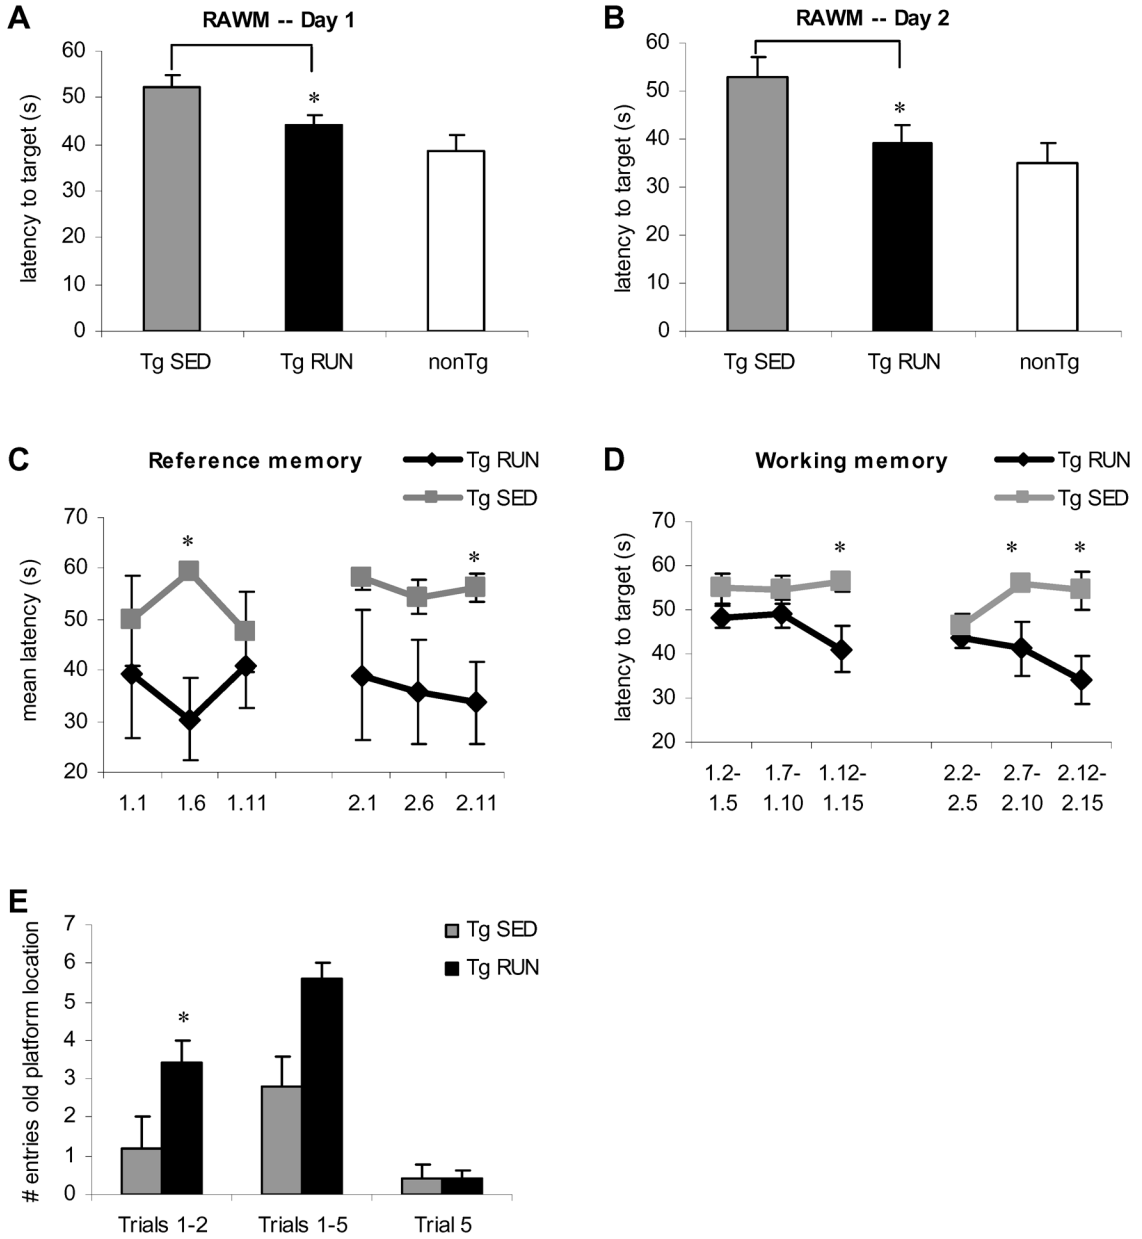 A
RAWM -- Day 1
latency to target (s)
60
50
40
30
20
10
0
*
Tg SED
Tg RUN
nonTg
B
RAWM -- Day 2
latency to target (s)
60
50
40
30
20
10
0
*
Tg SED
Tg RUN
nonTg
C
Reference memory
Tg RUN
Tg SED
mean latency (s)
70
60
50
40
30
20
*
*
1.1
1.6
1.11
2.1
2.6
2.11
D
Working memory
Tg RUN
Tg SED
latency to target (s)
70
60
50
40
30
20
*
*
*
1.2-
1.5
1.7-
1.10
1.12-
1.15
2.2-
2.5
2.7-
2.10
2.12-
2.15
E
# entries old platform location
7
6
5
4
3
2
1
0
Tg SED
Tg RUN
*
Trials 1-2
Trials 1-5
Trial 5